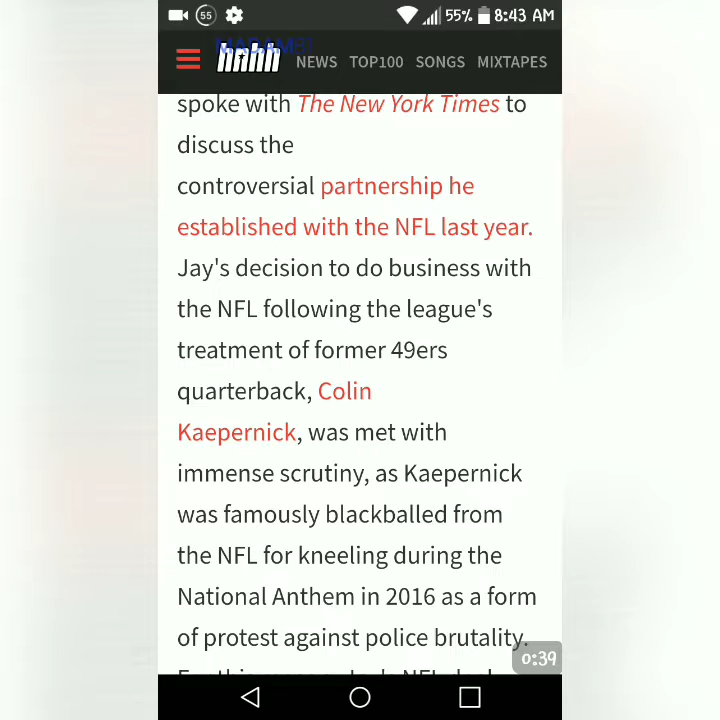 55
55%
8:43 AM
MADAM
NEWS TOP100 SONGS MIXTAPES
spoke with The New York Times to
discuss the
controversial partnership he
established with the NFL last year.
Jay's decision to do business with
the NFL following the league's
treatment of former 49ers
quarterback, Colin
Kaepernick, was met with
immense scrutiny, as Kaepernick
was famously blackballed from
the NFL for kneeling during the
National Anthem in 2016 as a form
of protest against police brutality.
0:39